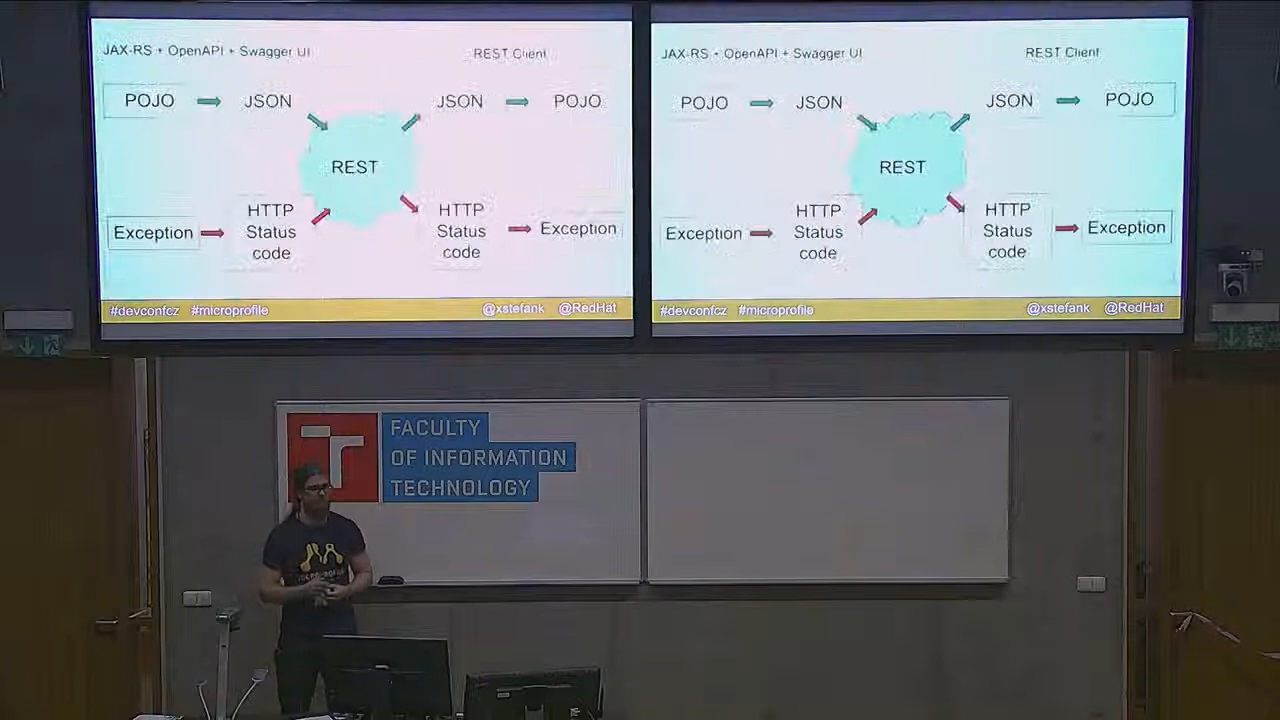 JAX-RS + OpenAPI + Swagger UI
REST Client
POJO
JSON
JSON
POJO
REST
Exception
HTTP
Status
code
HTTP
Status
code
Exception
#devconfcz #microprofile
@xstefank @RedHat
JAX-RS + OpenAPI + Swagger UI
REST Client
POJO
JSON
JSON
POJO
REST
Exception
HTTP
Status
code
HTTP
Status
code
Exception
#devconfcz #microprofile
@xstefank @RedHat
FACULTY
OF INFORMATION
TECHNOLOGY